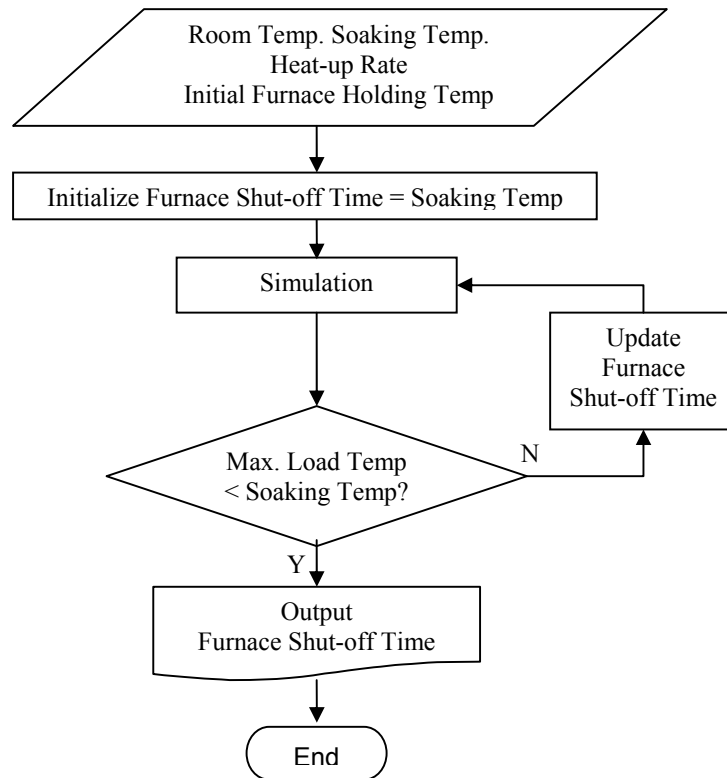 Room Temp. Soaking Temp.
Heat-up Rate
Initial Furnace Holding Temp
Initialize Furnace Shut-off Time = Soaking Temp
Simulation
Update
Furnace
Shut-off Time
Max. Load Temp
< Soaking Temp?
N
Y
Output
Furnace Shut-off Time
End